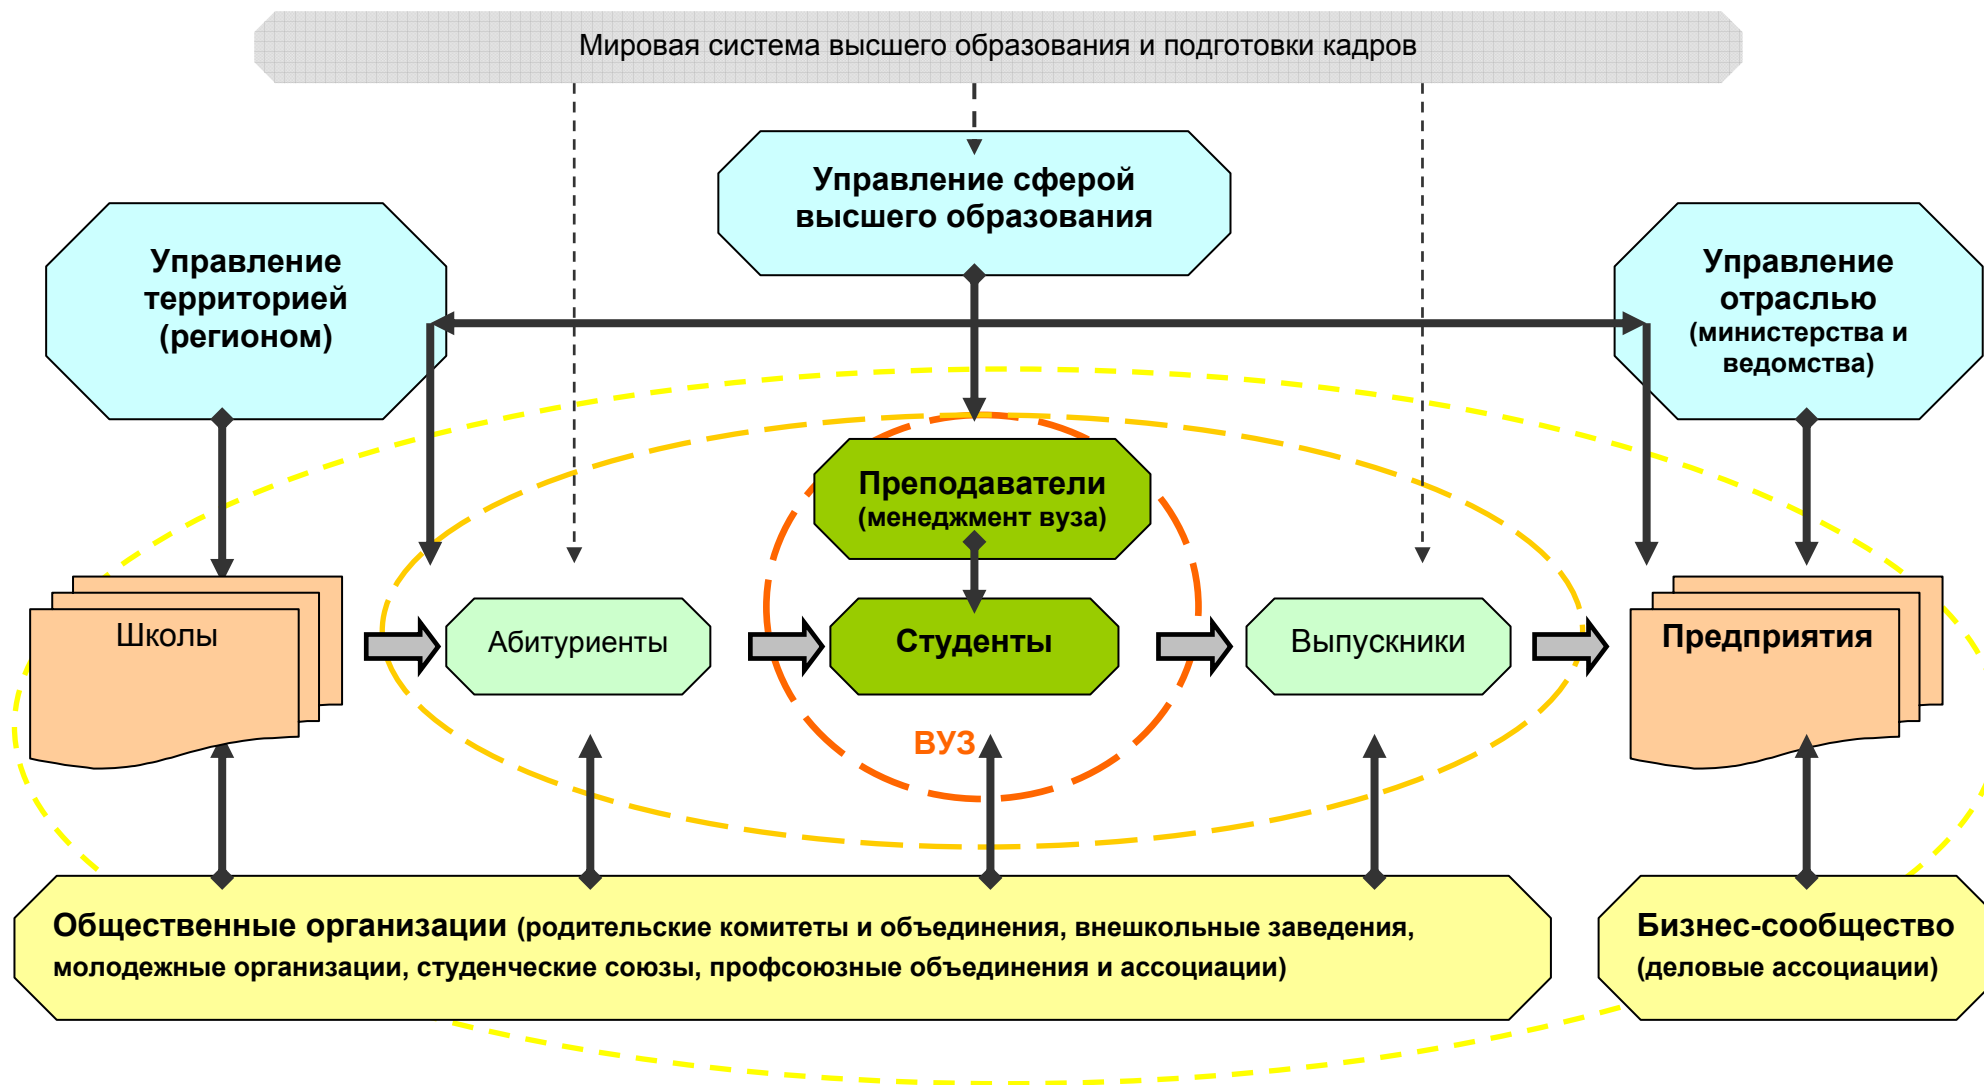 Мировая система высшего образования и подготовки кадров
Управление сферой
высшего образования
Управление
территорией
(регионом)
Управление
отраслью
(министерства и
ведомства)
Преподаватели
(менеджмент вуза)
Школы
Абитуриенты
Студенты
Выпускники
Предприятия
ВУЗ
Общественные организации (родительские комитеты и объединения, внешкольные заведения,
молодежные организации, студенческие союзы, профсоюзные объединения и ассоциации)
Бизнес-сообщество
(деловые ассоциации)